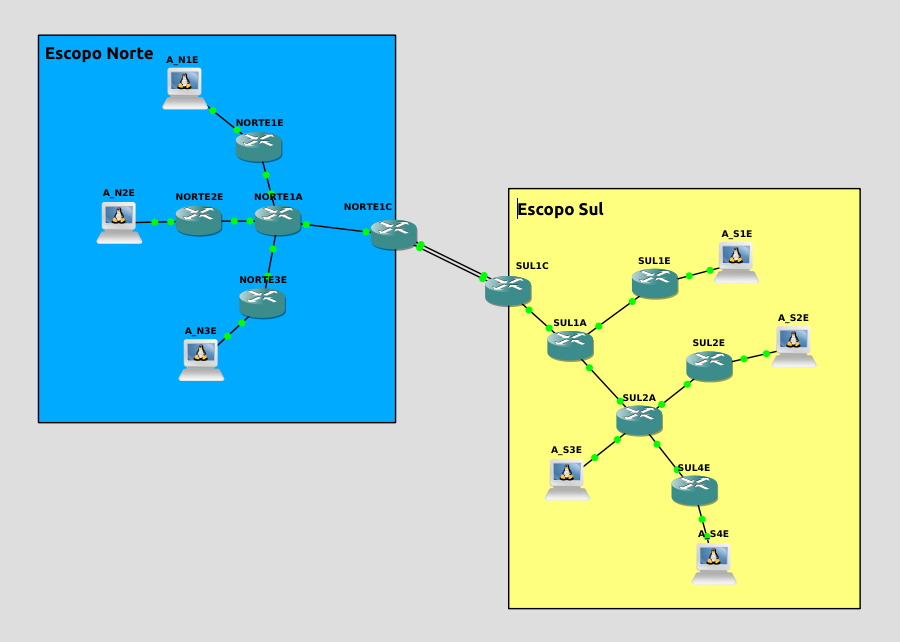 Escopo Norte
A_N1E
NORTE1E
A_N2E
NORTE2E
NORTE1A
NORTE1C
NORTE3E
A_N3E
Escopo Sul
A_S1E
SUL1E
SUL1C
SUL1A
A_S2E
SUL2E
SUL2A
A_S3E
SUL4E
A_S4E